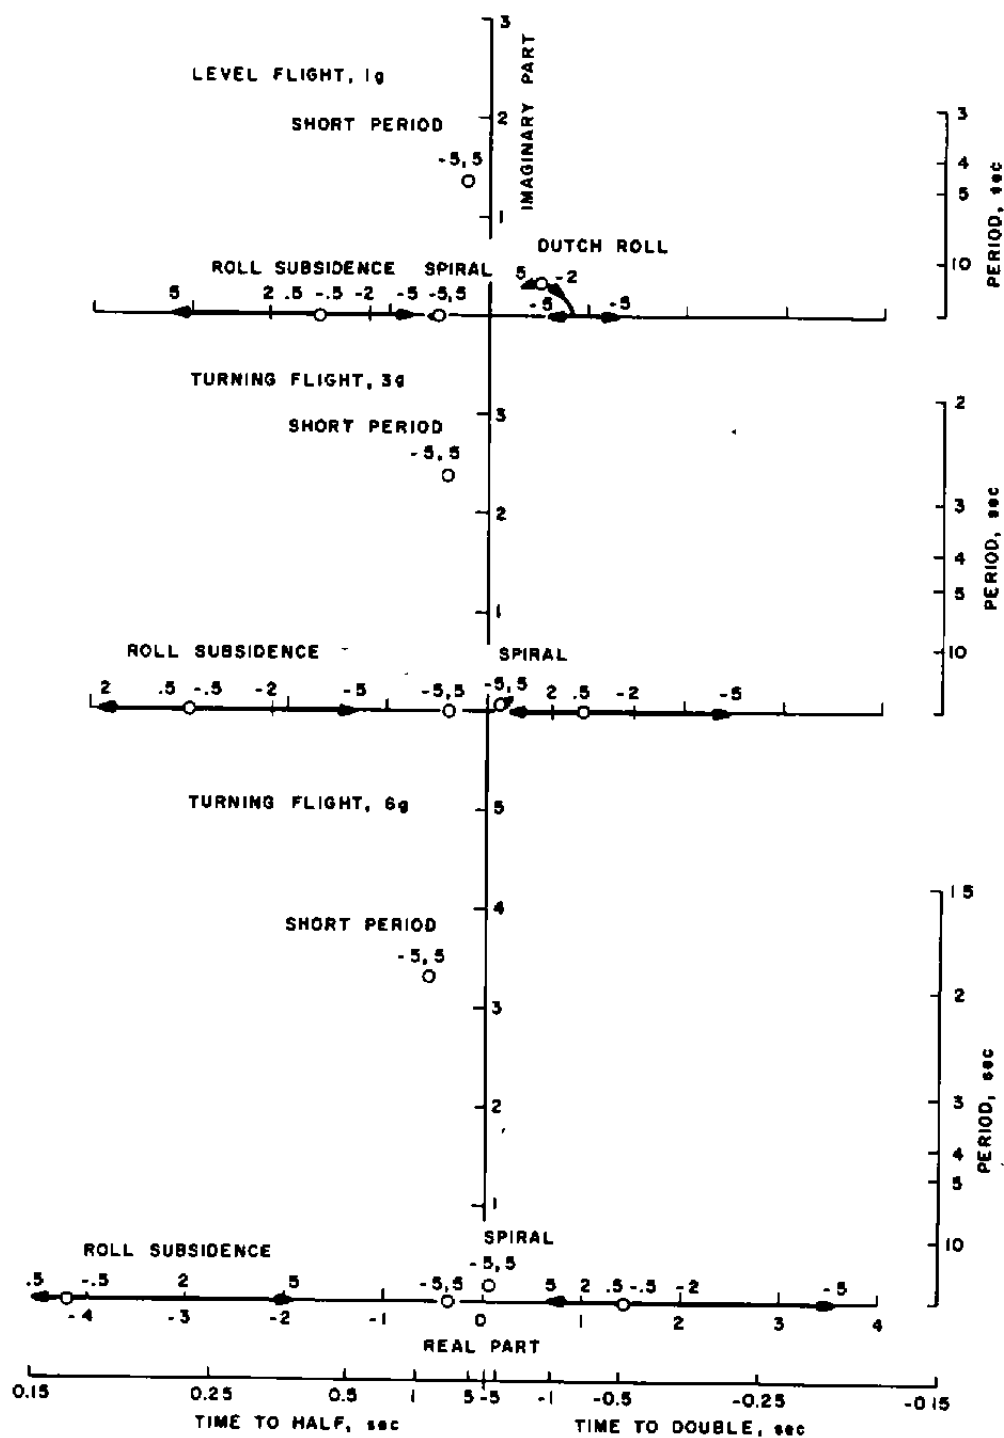 3
LEVEL FLIGHT, 1g
IMAGINARY PART
SHORT PERIOD
2
3
-5,5
4
5
1
PERIOD, sec
DUTCH ROLL
10
ROLL SUBSIDENCE SPIRAL
5 -2
5 2 .5 -.5 -2 -5 -5,5
-.5 -5
TURNING FLIGHT, 3g
2
3
SHORT PERIOD
-5,5
2
3
PERIOD, sec
4
5
1
ROLL SUBSIDENCE
SPIRAL
10
-5,5
2 .5 -.5 -2 -5 -5,5 2 .5 -2 -5
TURNING FLIGHT, 6g
5
4
15
SHORT PERIOD
-5,5
3
2
2
3
PERIOD, sec
4
5
1
SPIRAL
10
ROLL SUBSIDENCE
-5,5
.5 -.5 2 5 -5,5 5 2 .5 -.5 -2 -5
-4 -3 -2 -1 0 1 2 3 4
REAL PART
0.15 0.25 0.5 1 5 -5 -1 -0.5 -0.25 -0.15
TIME TO HALF, sec TIME TO DOUBLE, sec